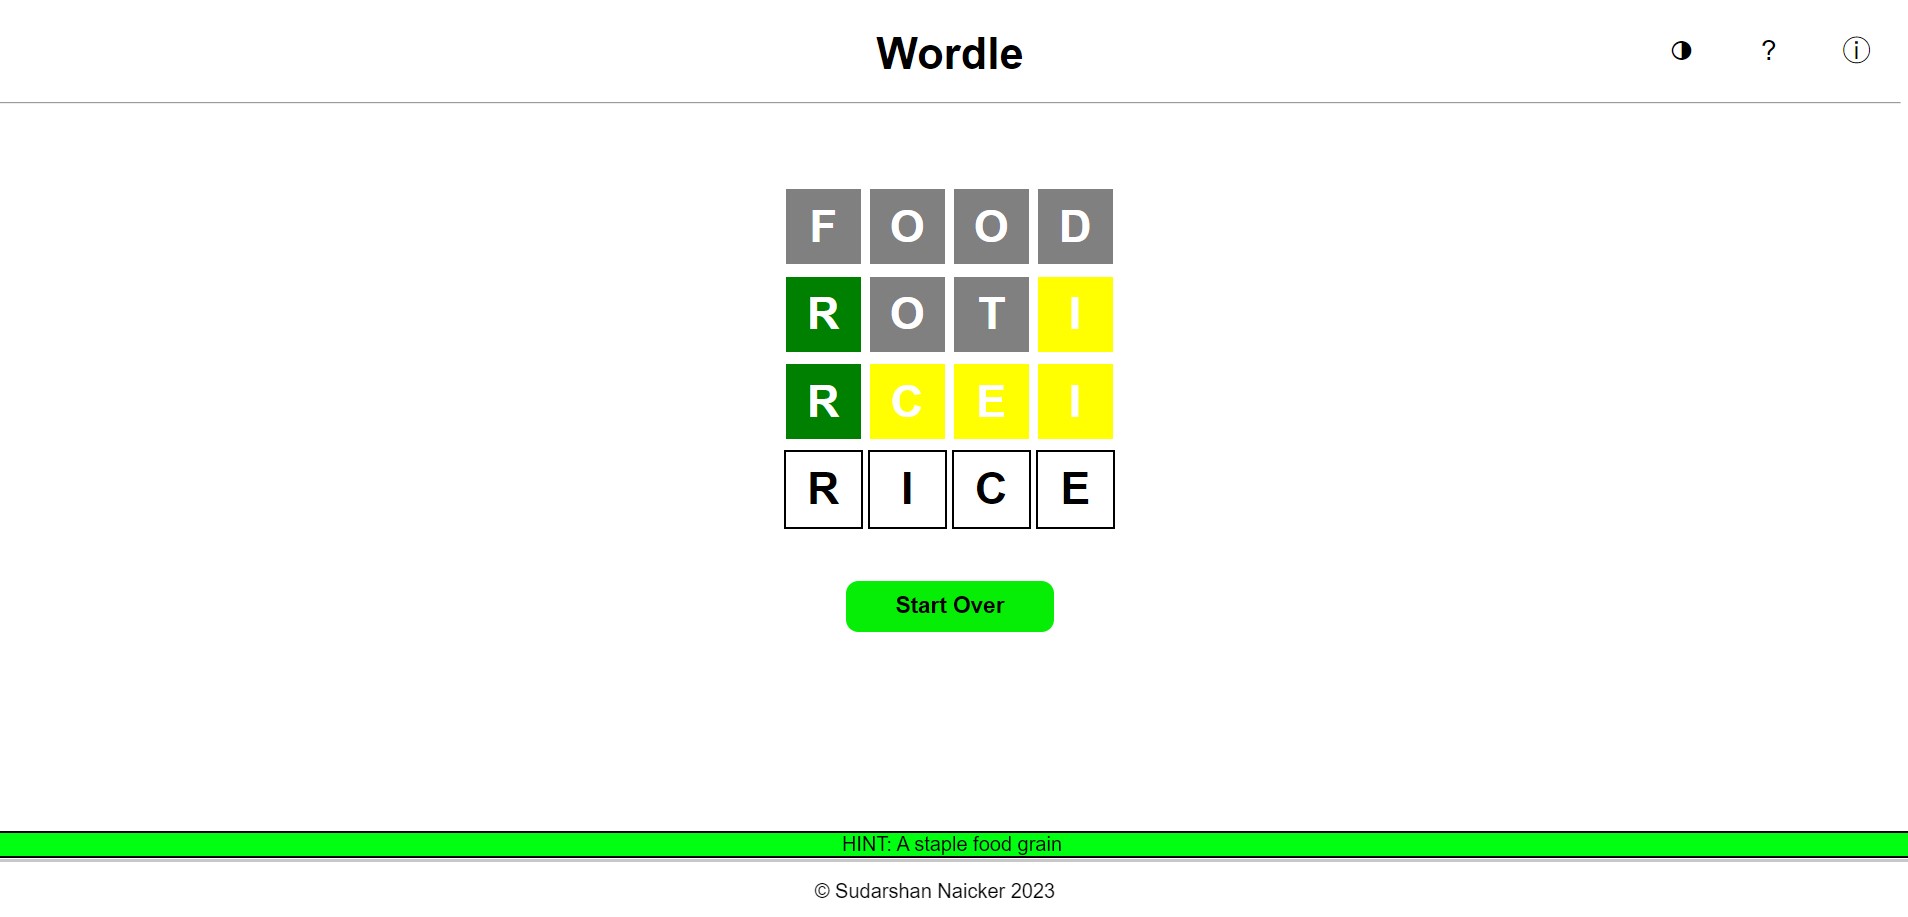 Wordle
◑ ? ⓘ
F O O D
R O T I
R C E I
R I C E
Start Over
HINT: A staple food grain
© Sudarshan Naicker 2023